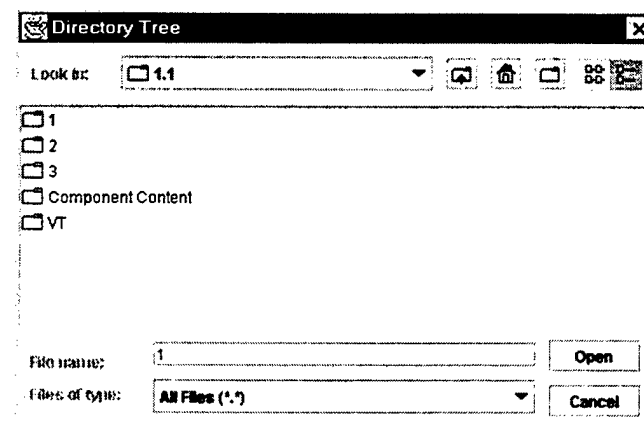 Directory Tree
Look in: 1.1
1
2
3
Component Content
VT
File name: 1 Open
Files of type: All Files (*.*) Cancel